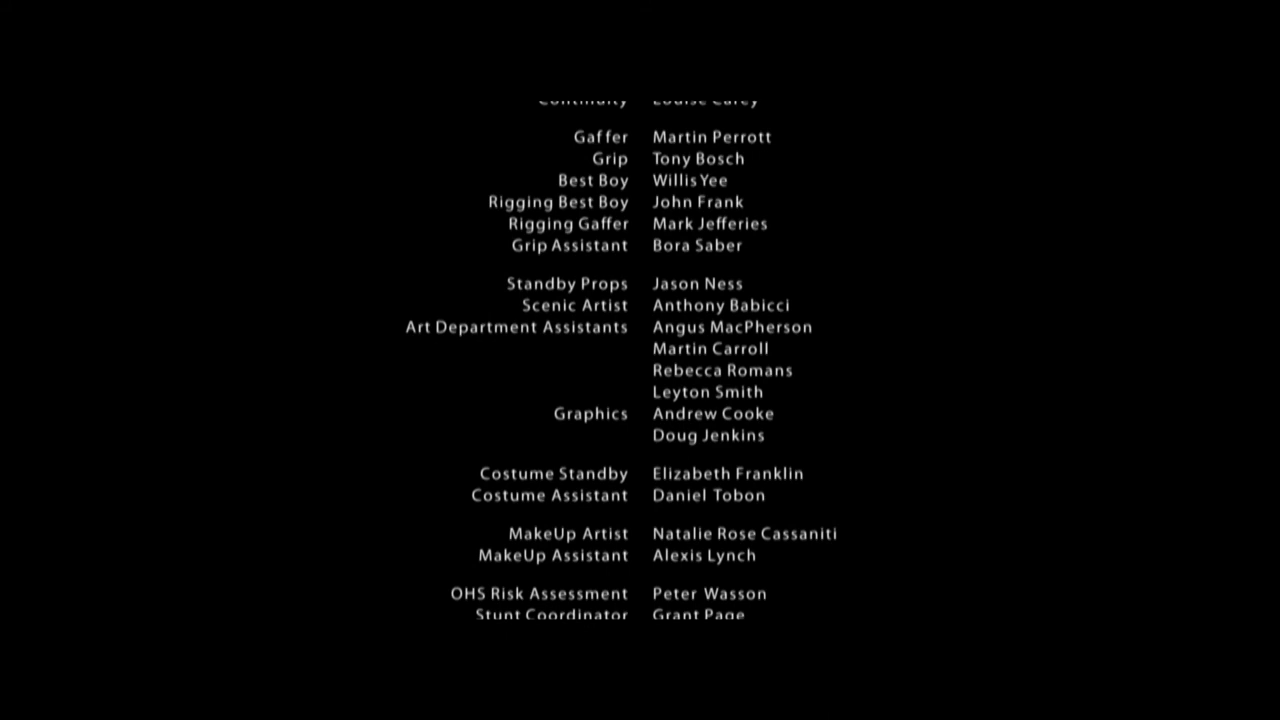 Continuity Louise Carey
Gaffer Martin Perrott
Grip Tony Bosch
Best Boy Willis Yee
Rigging Best Boy John Frank
Rigging Gaffer Mark Jefferies
Grip Assistant Bora Saber
Standby Props Jason Ness
Scenic Artist Anthony Babicci
Art Department Assistants Angus MacPherson
Martin Carroll
Rebecca Romans
Leyton Smith
Graphics Andrew Cooke
Doug Jenkins
Costume Standby Elizabeth Franklin
Costume Assistant Daniel Tobon
MakeUp Artist Natalie Rose Cassaniti
MakeUp Assistant Alexis Lynch
OHS Risk Assessment Peter Wasson
Stunt Coordinator Grant Page